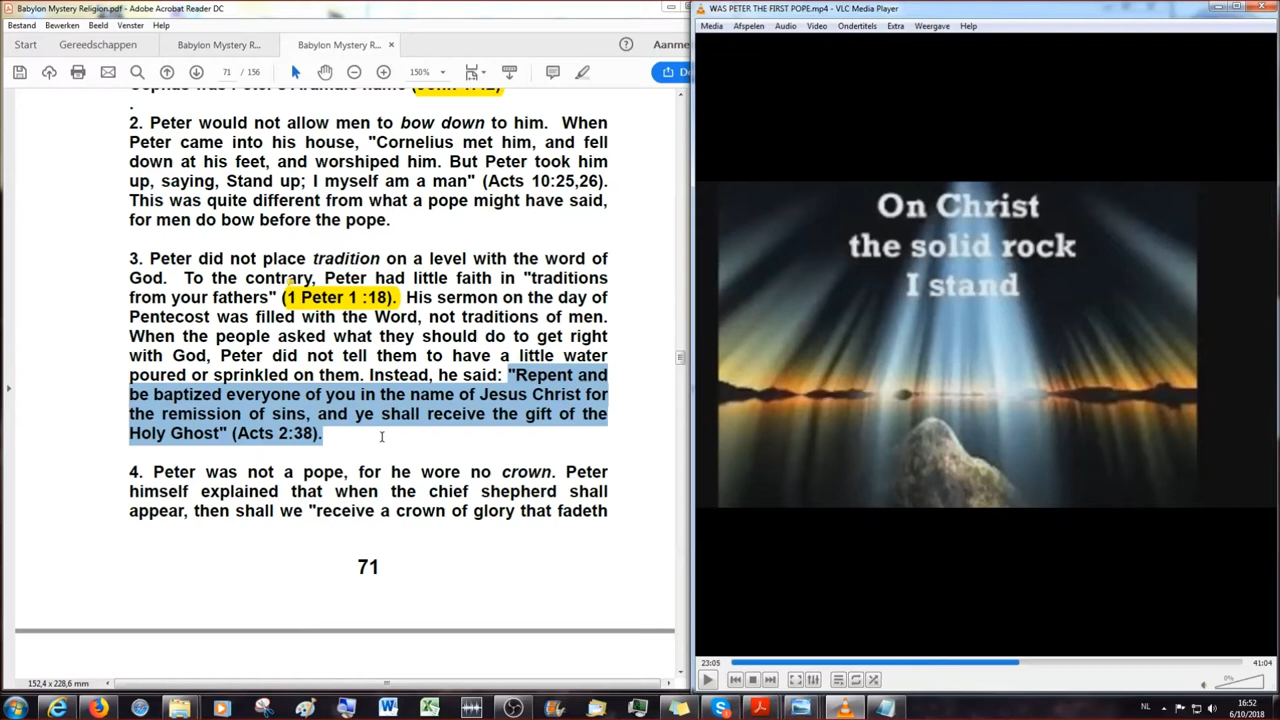 Babylon Mystery Religion.pdf - Adobe Acrobat Reader DC
Bestand Bewerken Beeld Venster Help
Start Gereedschappen Babylon Mystery R... Babylon Mystery R... × Aanme
71 / 156 150%
(John 1:42)
.
2. Peter would not allow men to bow down to him. When
Peter came into his house, "Cornelius met him, and fell
down at his feet, and worshiped him. But Peter took him
up, saying, Stand up; I myself am a man" (Acts 10:25,26).
This was quite different from what a pope might have said,
for men do bow before the pope.
3. Peter did not place tradition on a level with the word of
God. To the contrary, Peter had little faith in "traditions
from your fathers" (1 Peter 1 :18). His sermon on the day of
Pentecost was filled with the Word, not traditions of men.
When the people asked what they should do to get right
with God, Peter did not tell them to have a little water
poured or sprinkled on them. Instead, he said: "Repent and
be baptized everyone of you in the name of Jesus Christ for
the remission of sins, and ye shall receive the gift of the
Holy Ghost" (Acts 2:38).
4. Peter was not a pope, for he wore no crown. Peter
himself explained that when the chief shepherd shall
appear, then shall we "receive a crown of glory that fadeth
71
152,4 x 228,6 mm
WAS PETER THE FIRST POPE.mp4 - VLC Media Player
Media Afspelen Audio Video Ondertitels Extra Weergave Help
On Christ
the solid rock
I stand
23:05 41:04
0%
NL 16:52
6/10/2018